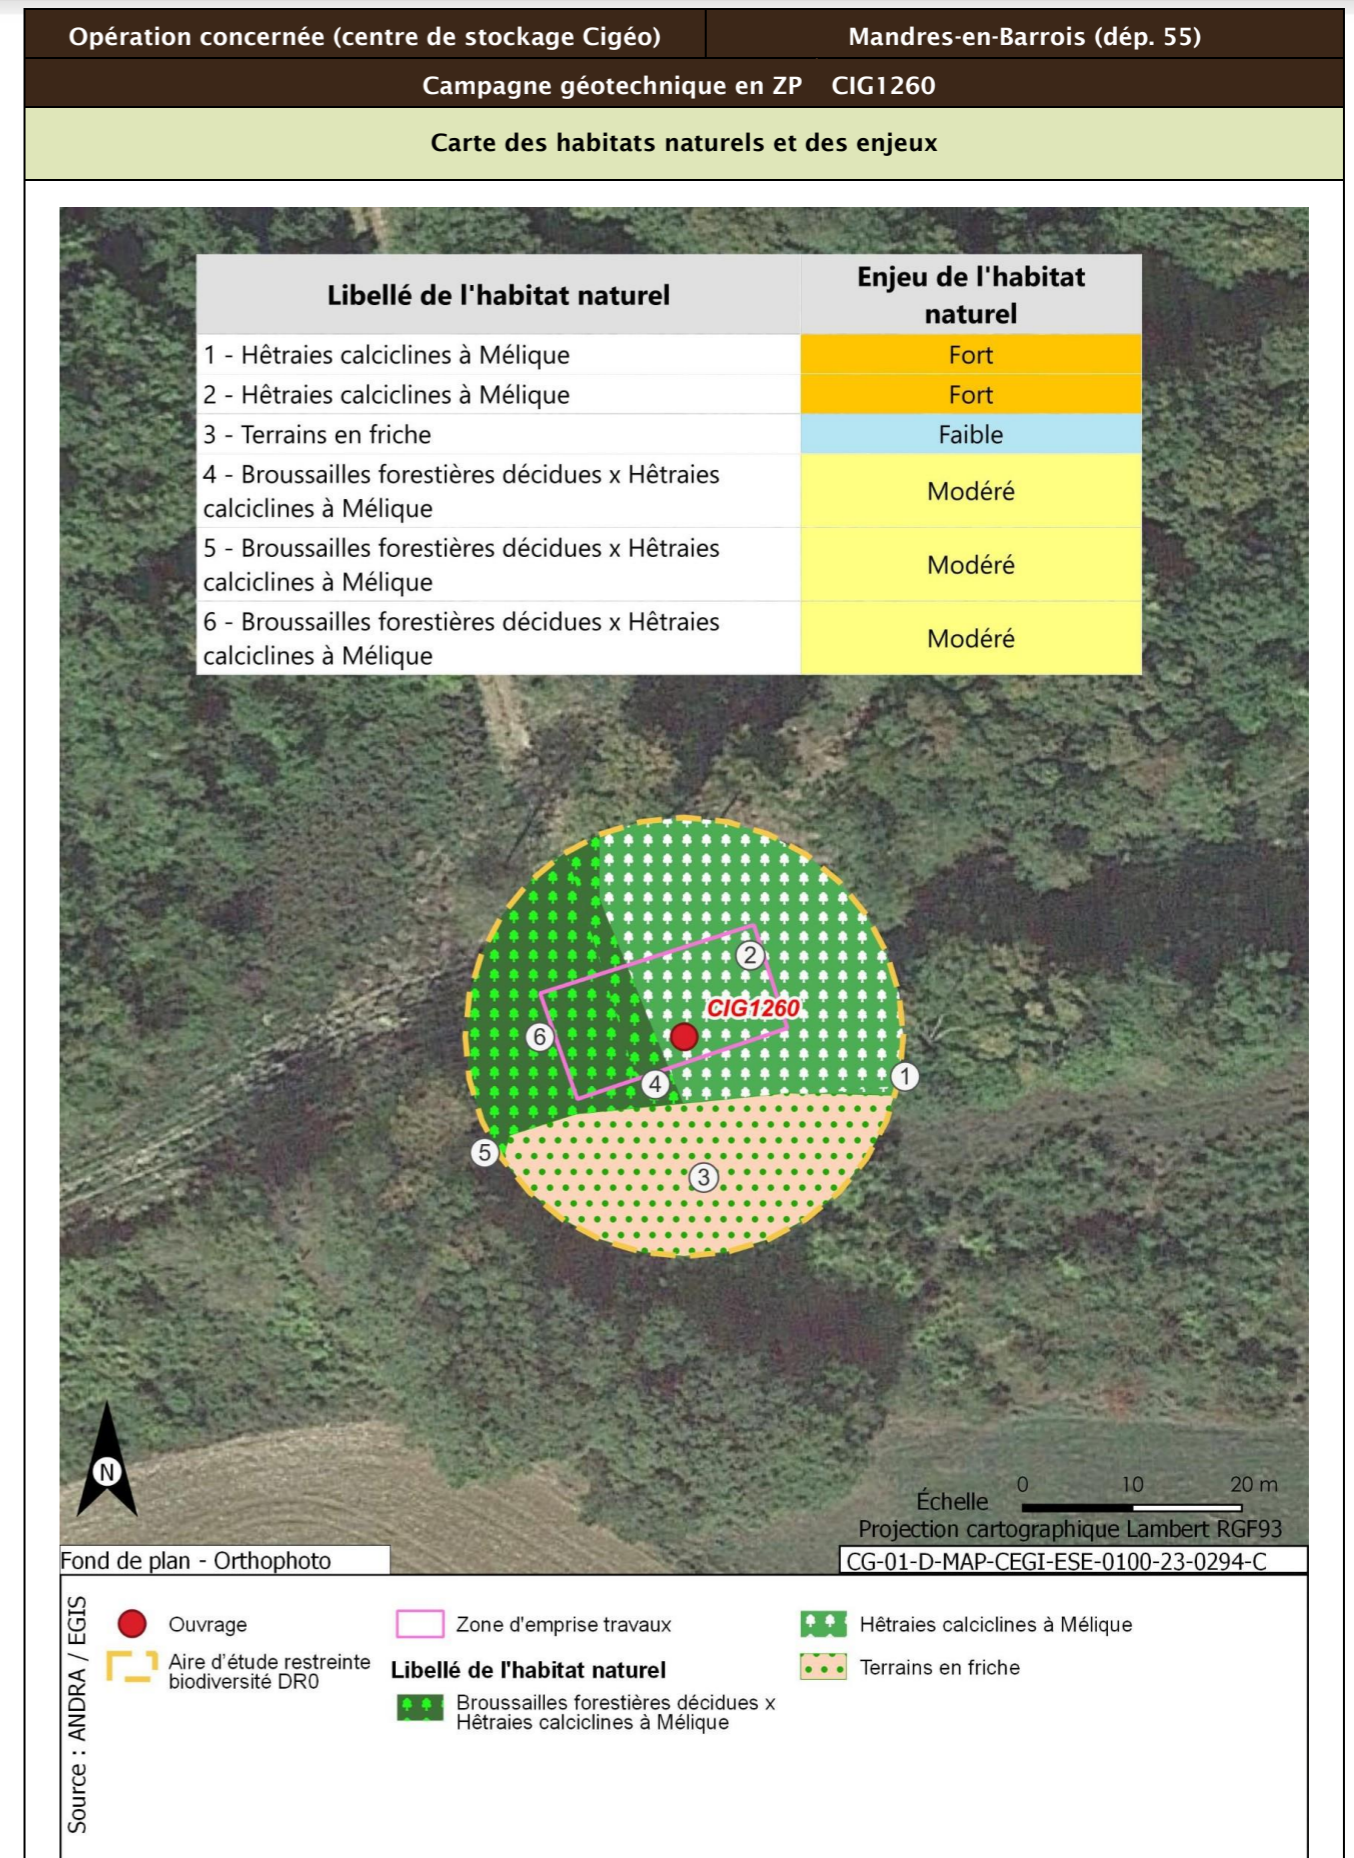 Opération concernée (centre de stockage Cigéo)
Mandres-en-Barrois (dép. 55)
Campagne géotechnique en ZP CIG1260
Carte des habitats naturels et des enjeux
Libellé de l'habitat naturel
Enjeu de l'habitat
naturel
1 - Hêtraies calciclines à Mélique
Fort
2 - Hêtraies calciclines à Mélique
Fort
3 - Terrains en friche
Faible
4 - Broussailles forestières décidues x Hêtraies
calciclines à Mélique
Modéré
5 - Broussailles forestières décidues x Hêtraies
calciclines à Mélique
Modéré
6 - Broussailles forestières décidues x Hêtraies
calciclines à Mélique
Modéré
2
CIG1260
6
1
4
5
3
N
0 10 20 m
Échelle
Projection cartographique Lambert RGF93
Fond de plan - Orthophoto
CG-01-D-MAP-CEGI-ESE-0100-23-0294-C
Source : ANDRA / EGIS
Ouvrage
Aire d'étude restreinte
biodiversité DR0
Zone d'emprise travaux
Libellé de l'habitat naturel
Broussailles forestières décidues x
Hêtraies calciclines à Mélique
Hêtraies calciclines à Mélique
Terrains en friche